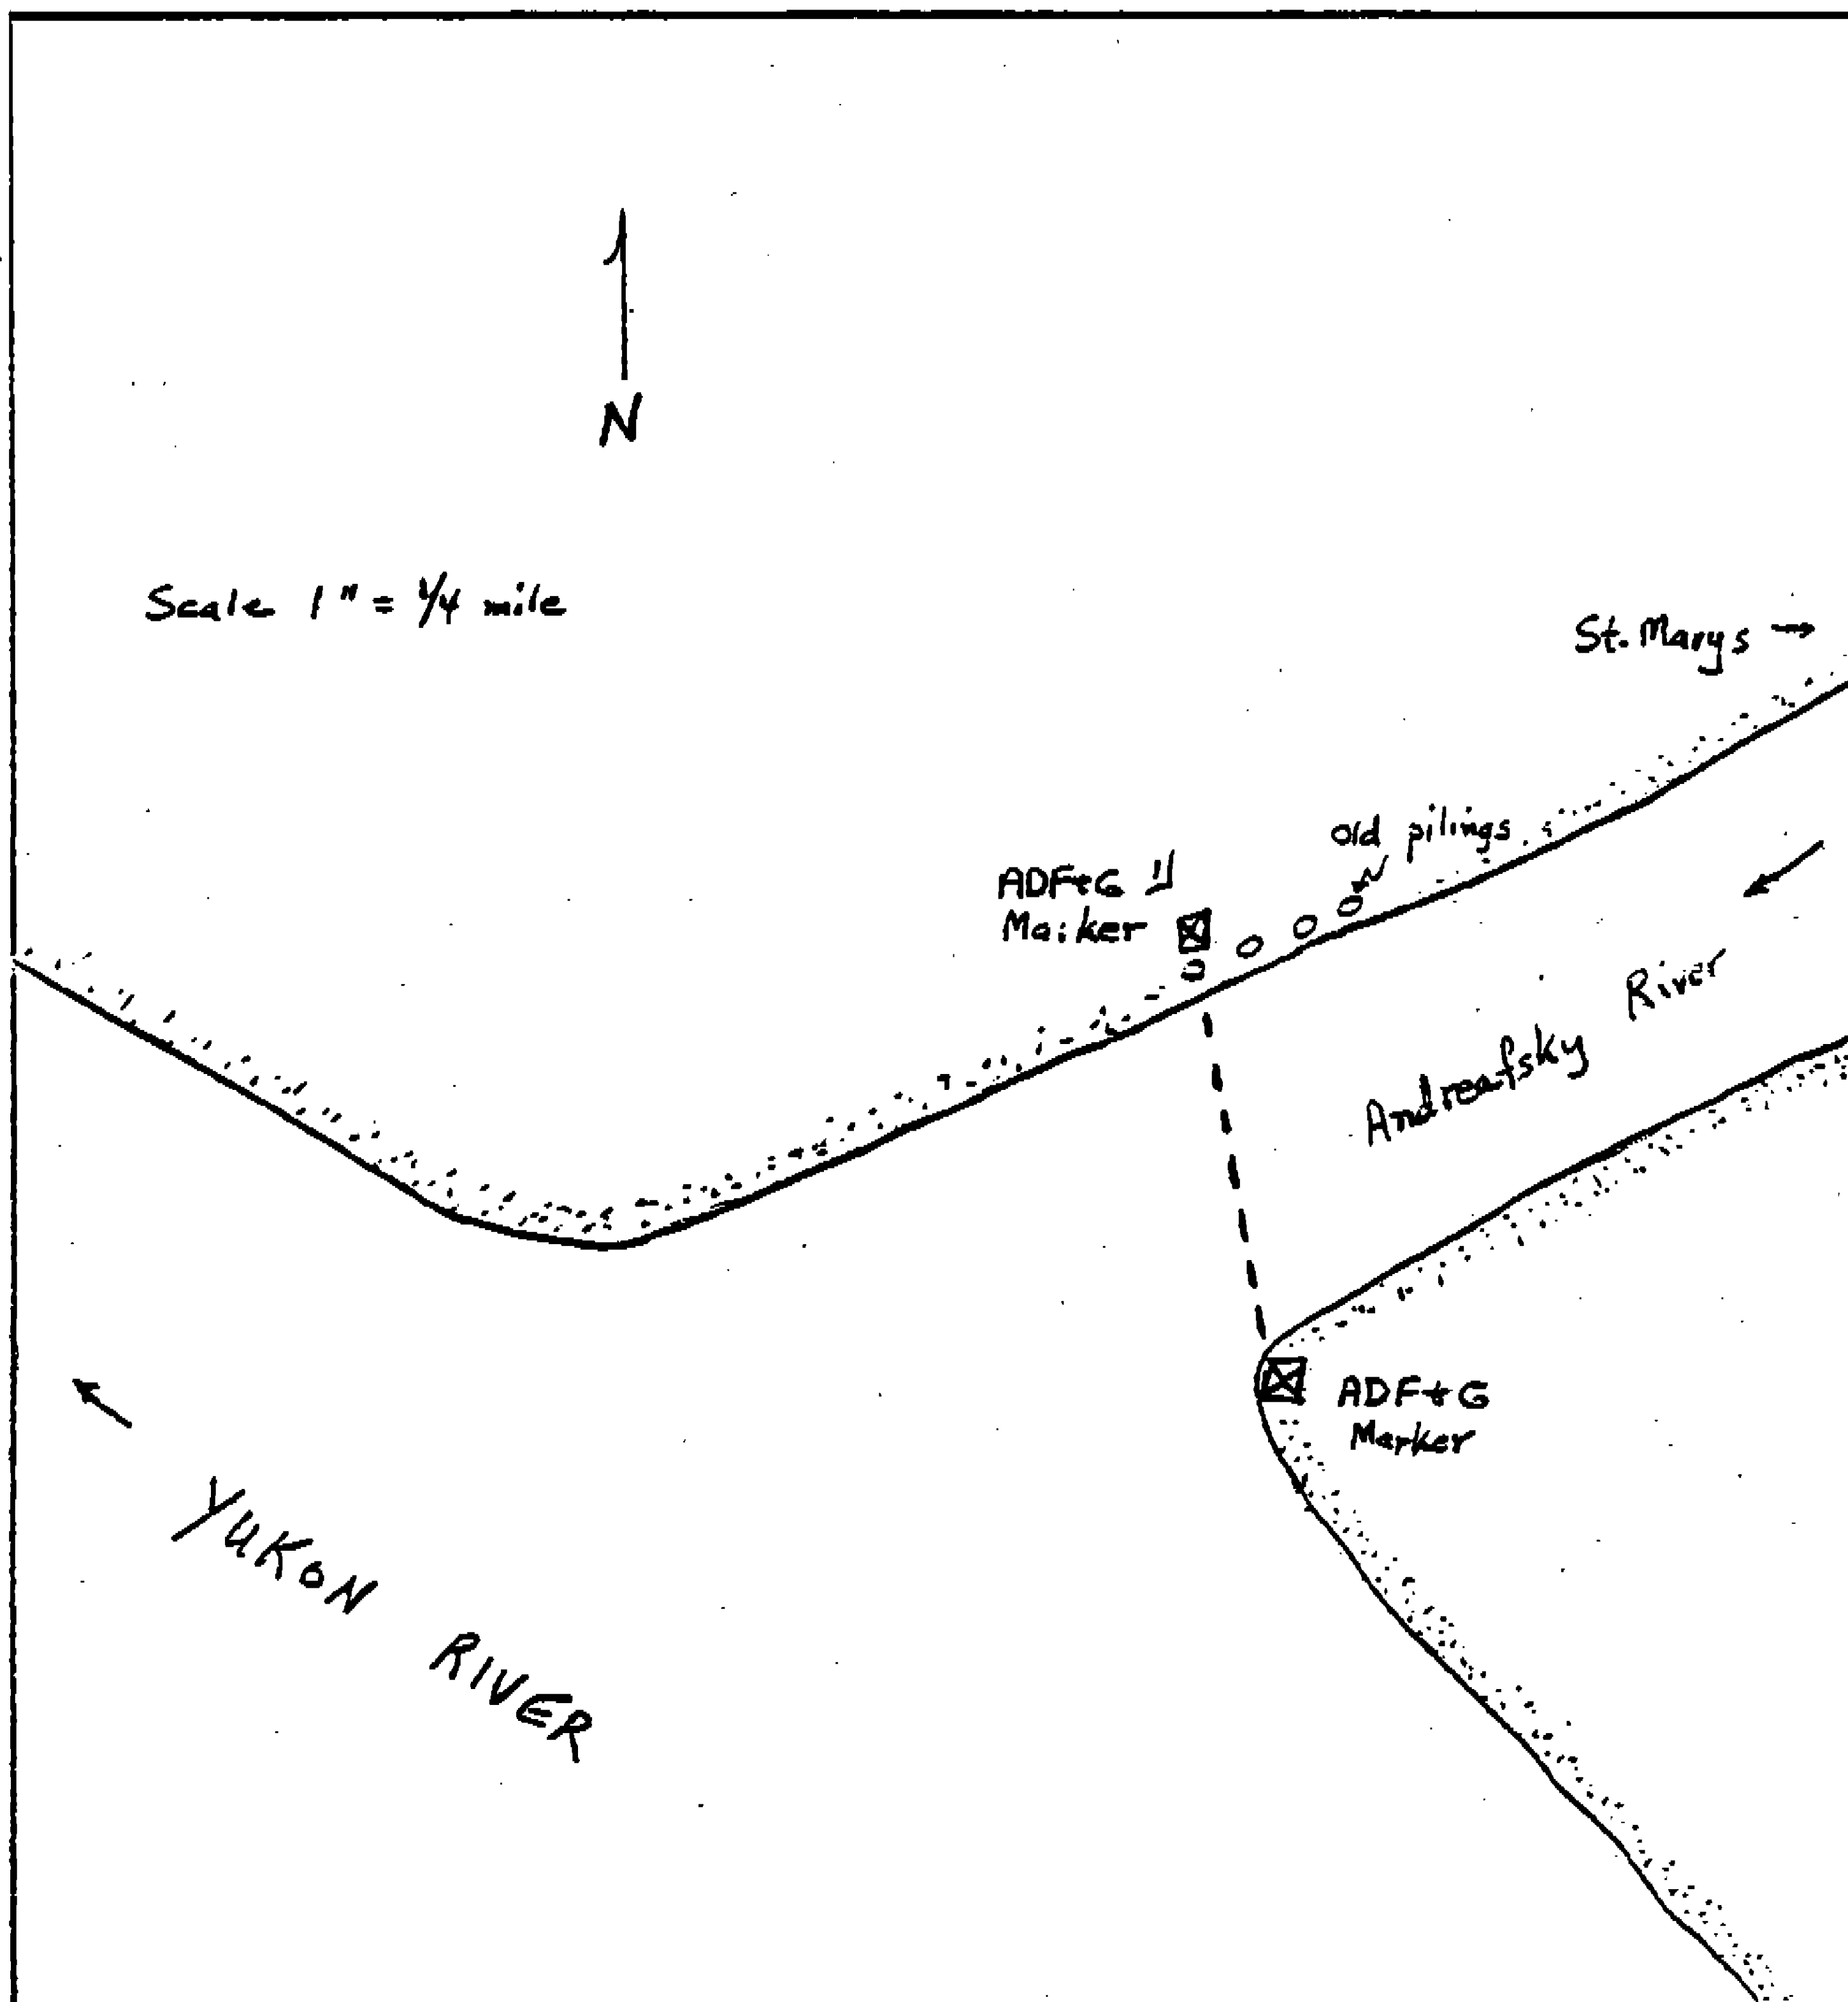 N
Scale 1" = 1/4 mile
St. Marys →
old pilings
ADF+G
Marker
Andreafsky River
ADF+G
Marker
YUKON RIVER